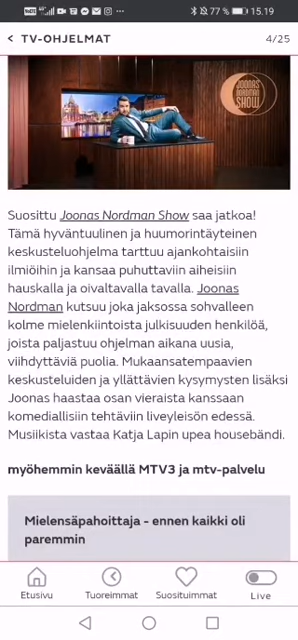 77 % 15.19
< TV-OHJELMAT 4/25
JOONAS
NORDMAN
SHOW
Suosittu Joonas Nordman Show saa jatkoa!
Tämä hyväntuulinen ja huumorintäyteinen
keskusteluohjelma tarttuu ajankohtaisiin
ilmiöihin ja kansaa puhuttaviin aiheisiin
hauskalla ja oivaltavalla tavalla. Joonas
Nordman kutsuu joka jaksossa sohvalleen
kolme mielenkiintoista julkisuuden henkilöä,
joista paljastuu ohjelman aikana uusia,
viihdyttäviä puolia. Mukaansatempaavien
keskusteluiden ja yllättävien kysymysten lisäksi
Joonas haastaa osan vieraista kanssaan
komediallisiin tehtäviin liveyleisön edessä.
Musiikista vastaa Katja Lapin upea housebändi.
myöhemmin keväällä MTV3 ja mtv-palvelu
Mielensäpahoittaja - ennen kaikki oli
paremmin
Etusivu Tuoreimmat Suosituimmat Live